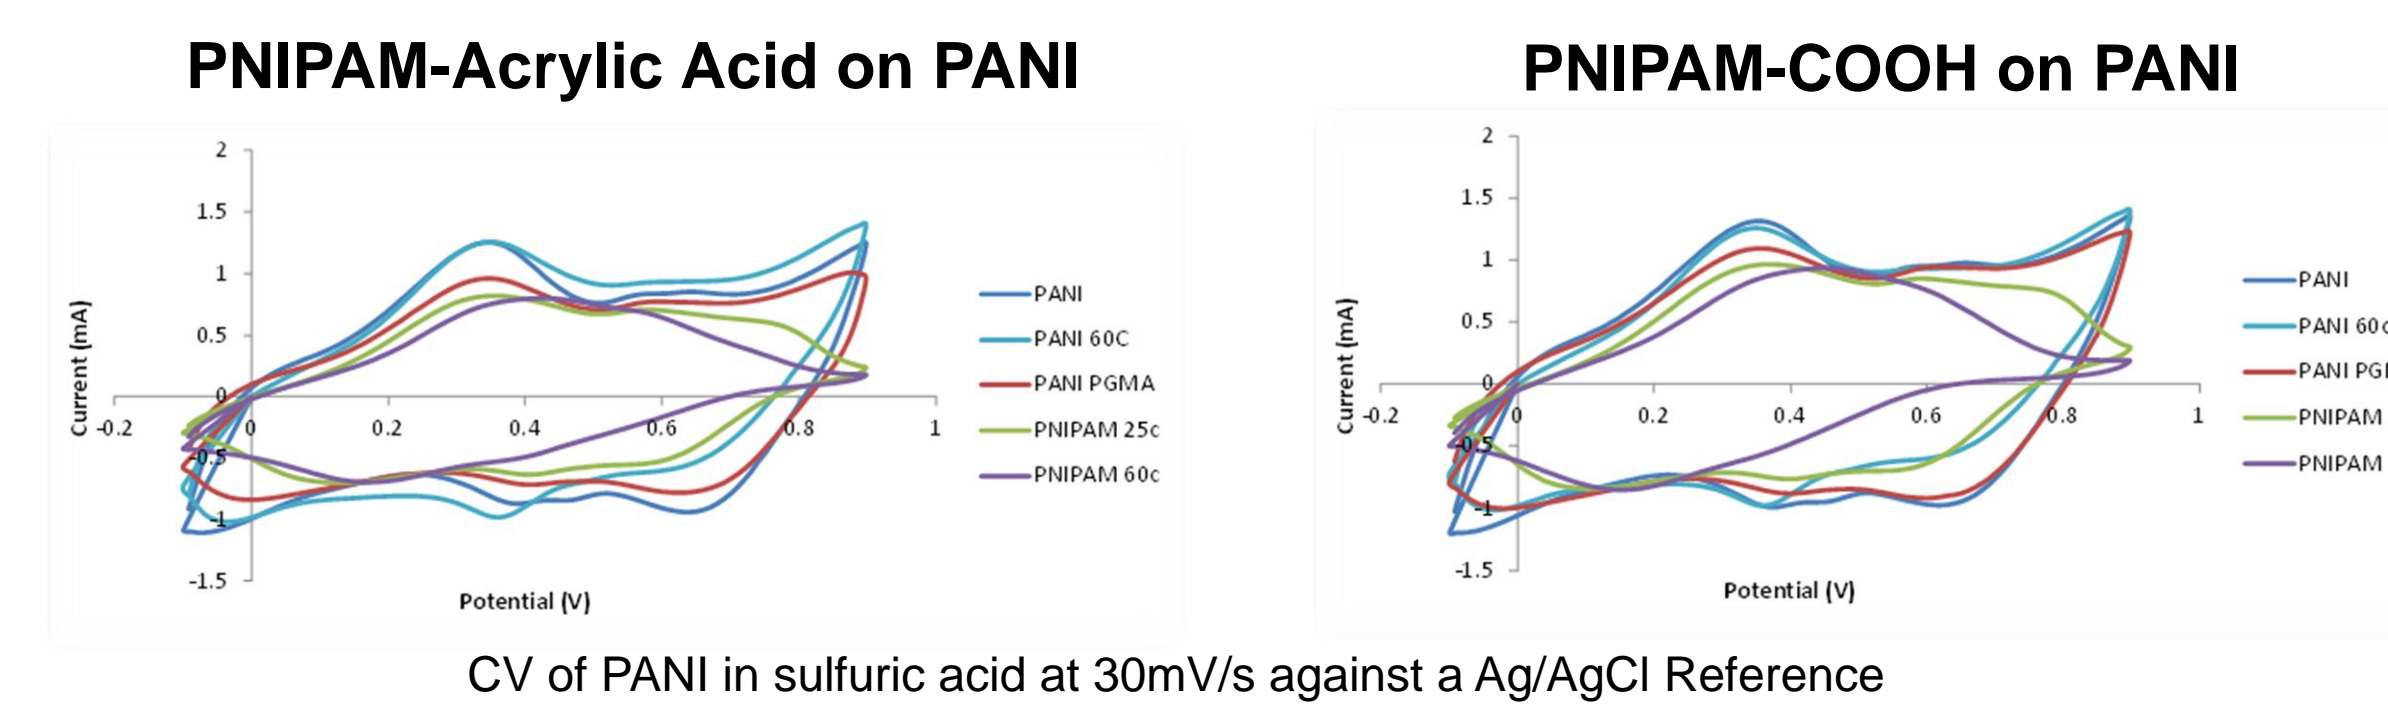 PNIPAM-Acrylic Acid on PANI
2
1.5
1
0.5
0
-0.5
-1
-1.5
-0.2
0
0.2
0.4
0.6
0.8
1
Current (mA)
Potential (V)
PANI
PANI 60C
PANI PGMA
PNIPAM 25c
PNIPAM 60c
PNIPAM-COOH on PANI
2
1.5
1
0.5
0
-0.5
-1
-1.5
-0.2
0
0.2
0.4
0.6
0.8
1
Current (mA)
Potential (V)
PANI
PANI 60c
PANI
PNIPAM
PNIPAM
CV of PANI in sulfuric acid at 30mV/s against a Ag/AgCl Reference